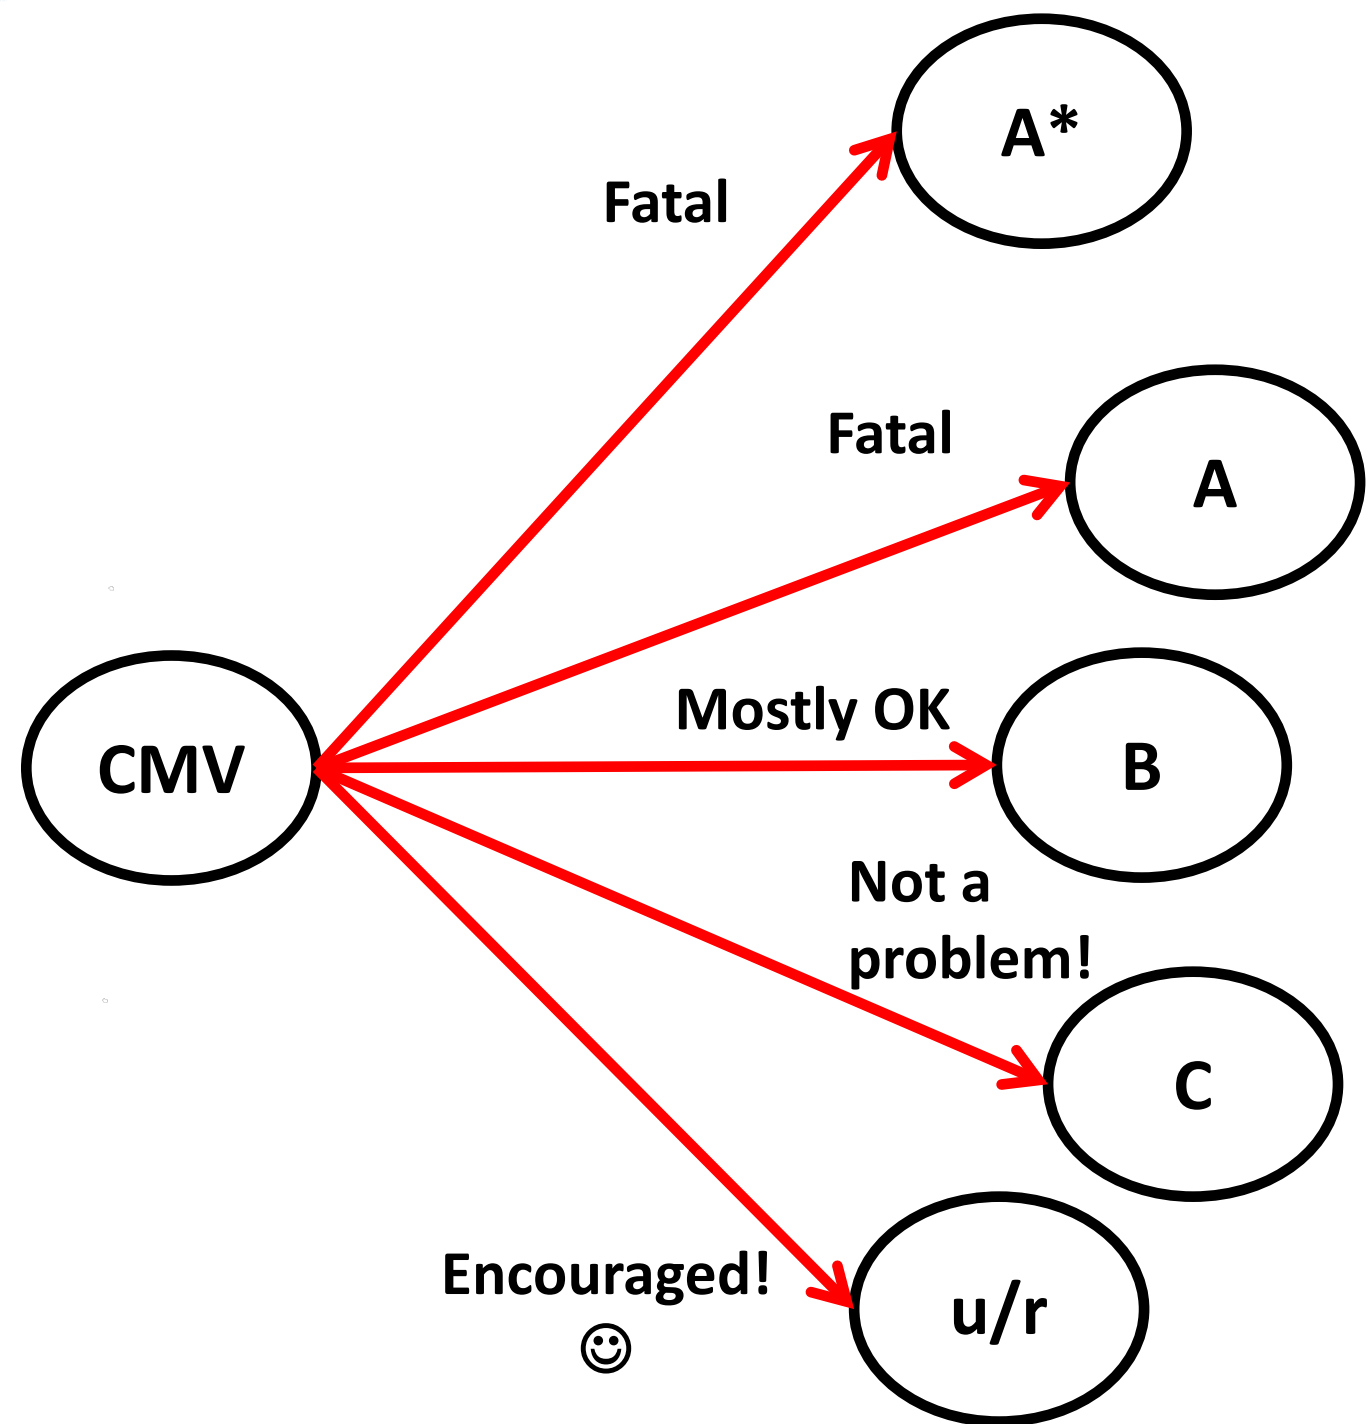 A*
Fatal
Fatal
A
Mostly OK
CMV
B
Not a
problem!
C
Encouraged!
u/r